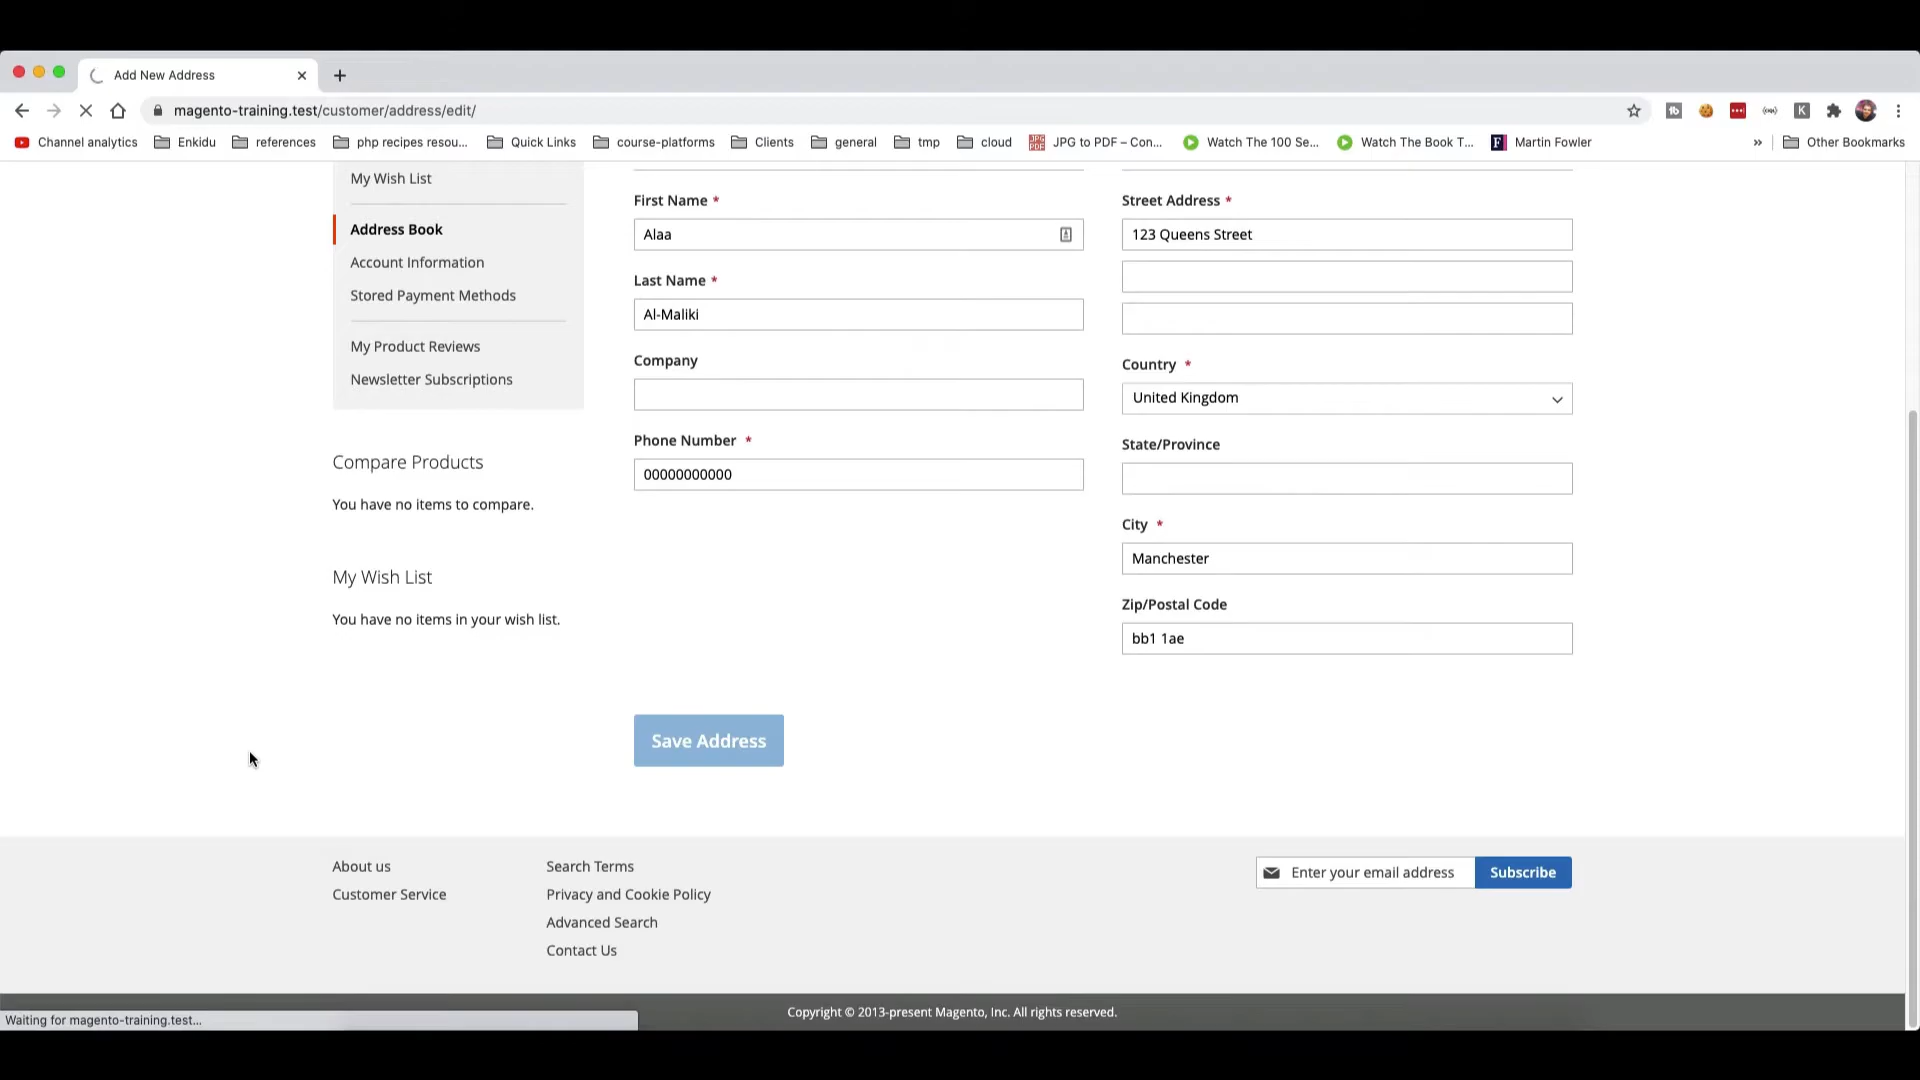 Add New Address
magento-training.test/customer/address/edit/
Channel analytics Enkidu references php recipes resou... Quick Links course-platforms Clients general tmp cloud JPG to PDF – Con... Watch The 100 Se... Watch The Book T... Martin Fowler » Other Bookmarks
My Wish List
Address Book
Account Information
Stored Payment Methods
My Product Reviews
Newsletter Subscriptions
Compare Products
You have no items to compare.
My Wish List
You have no items in your wish list.
First Name *
Alaa
Last Name *
Al-Maliki
Company
Phone Number *
00000000000
Street Address *
123 Queens Street
Country *
United Kingdom
State/Province
City *
Manchester
Zip/Postal Code
bb1 1ae
Save Address
About us
Customer Service
Search Terms
Privacy and Cookie Policy
Advanced Search
Contact Us
Enter your email address
Subscribe
Copyright © 2013-present Magento, Inc. All rights reserved.
Waiting for magento-training.test...